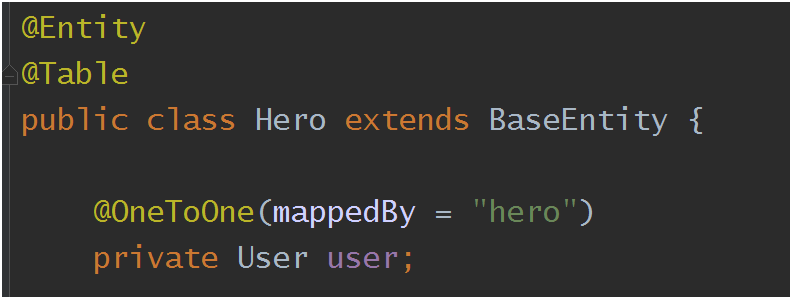 @Entity
@Table
public class Hero extends BaseEntity {
@OneToOne(mappedBy = "hero")
private User user;